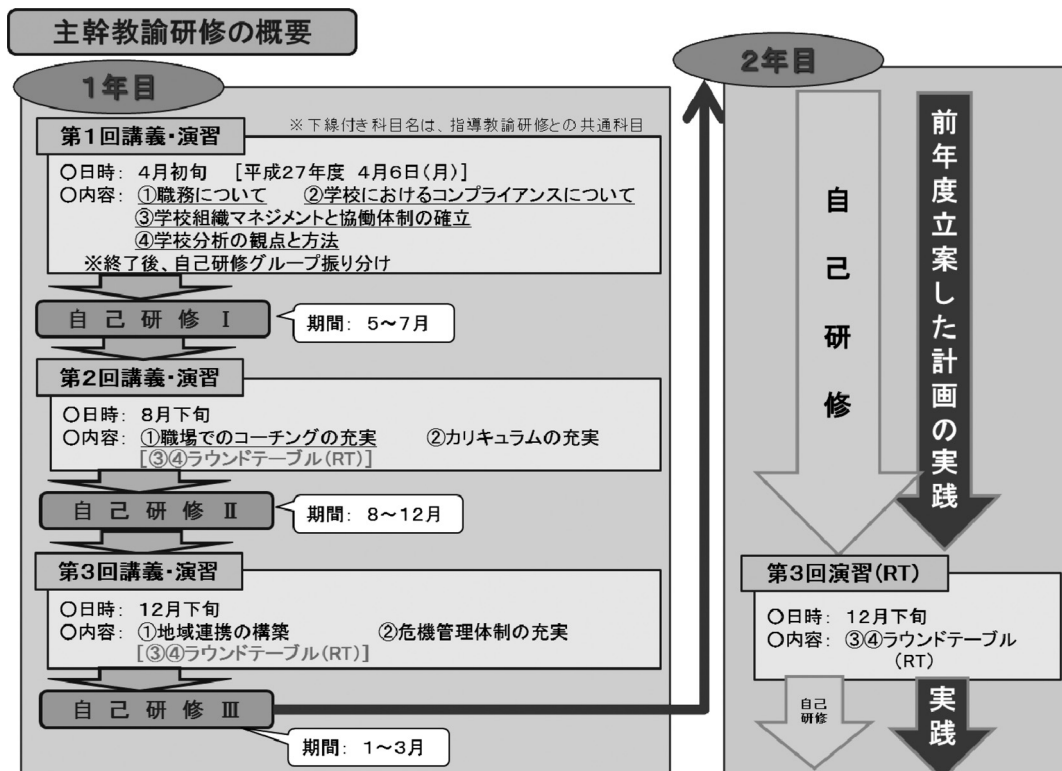 主幹教諭研修の概要
1年目
※下線付き科目名は、指導教諭研修との共通科目
第1回講義・演習
○日時： 4月初旬 ［平成27年度 4月6日(月)］
○内容： ①職務について ②学校におけるコンプライアンスについて
③学校組織マネジメントと協働体制の確立
④学校分析の観点と方法
※終了後、自己研修グループ振り分け
自己研修 Ⅰ
期間： 5～7月
第2回講義・演習
○日時： 8月下旬
○内容： ①職場でのコーチングの充実 ②カリキュラムの充実
[③④ラウンドテーブル(RT)]
自己研修 Ⅱ
期間： 8～12月
第3回講義・演習
○日時： 12月下旬
○内容： ①地域連携の構築 ②危機管理体制の充実
[③④ラウンドテーブル(RT)]
自己研修 Ⅲ
期間： 1～3月
2年目
自己研修
前年度立案した計画の実践
第3回演習(RT)
○日時： 12月下旬
○内容： ③④ラウンドテーブル
(RT)
自己
研修
実践